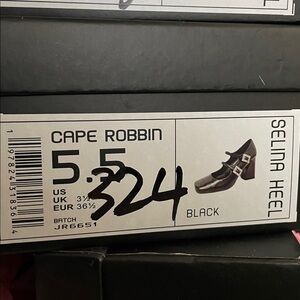 CAPE ROBBIN
5.5
324
US
UK 3½
EUR 36½
BATCH
JR6651
BLACK
SELINA HEEL